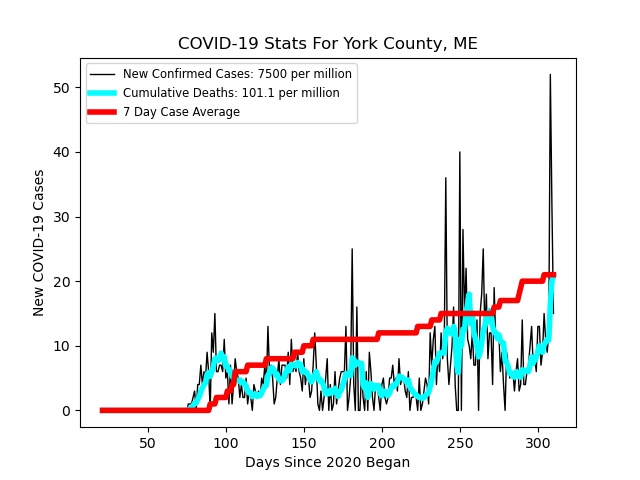 COVID-19 Stats For York County, ME
New Confirmed Cases: 7500 per million
Cumulative Deaths: 101.1 per million
7 Day Case Average
New COVID-19 Cases
50
40
30
20
10
0
50 100 150 200 250 300
Days Since 2020 Began